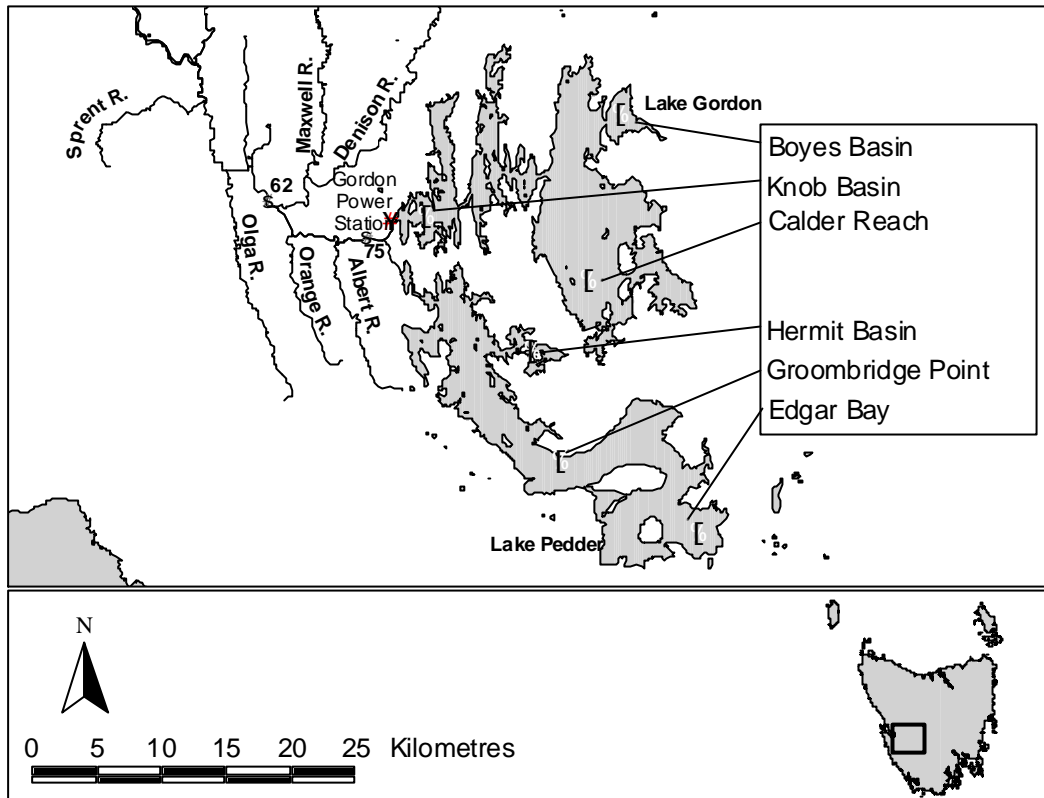 Sprent R.
Maxwell R.
Denison R.
Lake Gordon
Gordon
Power
Station
62
75
Olga R.
Orange R.
Albert R.
Boyes Basin
Knob Basin
Calder Reach
Hermit Basin
Groombridge Point
Edgar Bay
Lake Pedder
N
0 5 10 15 20 25 Kilometres